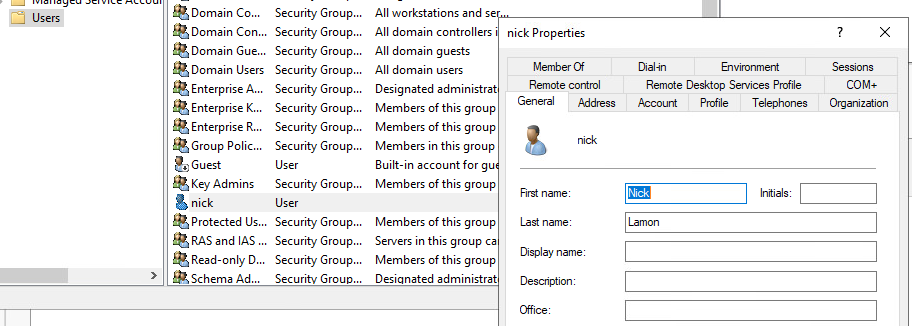 Managed Service Accou
Users
Domain Co... Security Group... All workstations and ser...
Domain Con... Security Group... All domain controllers i
Domain Gue... Security Group... All domain guests
Domain Users Security Group... All domain users
Enterprise A... Security Group... Designated administrato
Enterprise K... Security Group... Members of this group
Enterprise R... Security Group... Members of this group
Group Polic... Security Group... Members in this group
Guest User Built-in account for gue
Key Admins Security Group... Members of this group
nick User
Protected Us... Security Group... Members of this group
RAS and IAS ... Security Group... Servers in this group can
Read-only D... Security Group... Members of this group
Schema Ad... Security Group... Designated administrato
nick Properties
Member Of Dial-in Environment Sessions
Remote control Remote Desktop Services Profile COM+
General Address Account Profile Telephones Organization
nick
First name: Nick Initials:
Last name: Lamon
Display name:
Description:
Office: